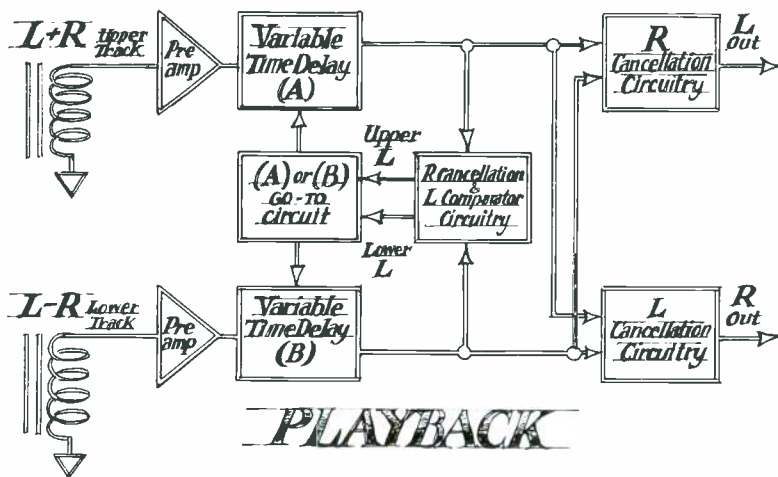 L+R Upper
Track
Pre
amp
Variable
Time Delay
(A)
R
Cancellation
Circuitry
L
Out
(A) or (B)
GO-TO
Circuit
Upper
L
Lower
L
R cancellation
&
L Comparator
Circuitry
L-R Lower
Track
Pre
amp
Variable
Time Delay
(B)
L
Cancellation
Circuitry
R
Out
PLAYBACK